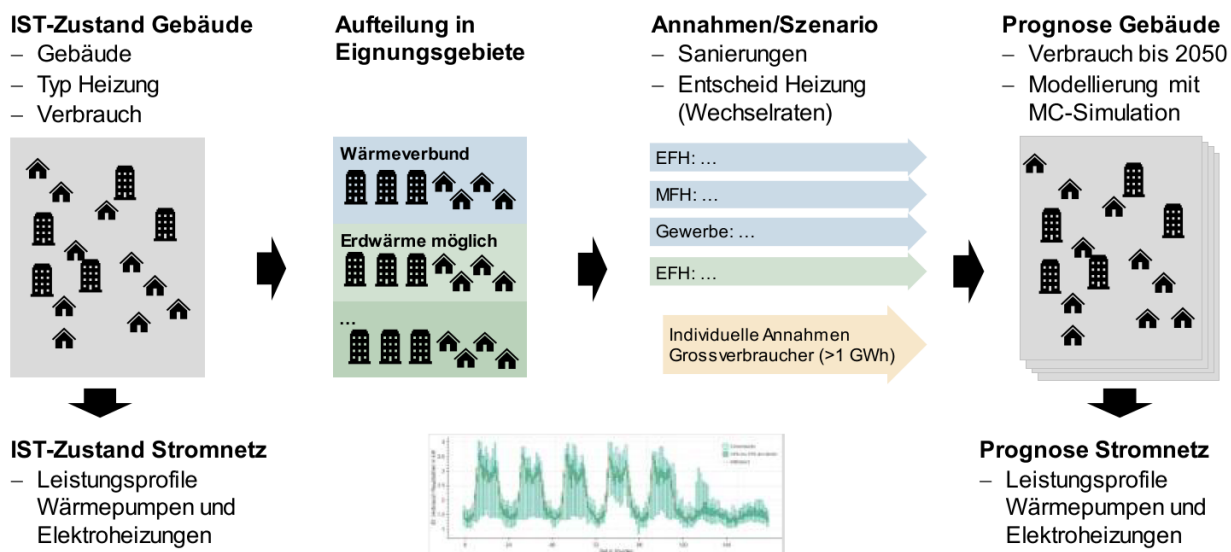 IST-Zustand Gebäude
– Gebäude
– Typ Heizung
– Verbrauch
Aufteilung in
Eignungsgebiete
Wärmeverbund
Erdwärme möglich
...
Annahmen/Szenario
– Sanierungen
– Entscheid Heizung
(Wechselraten)
EFH: ...
MFH: ...
Gewerbe: ...
EFH: ...
Individuelle Annahmen
Grossverbraucher (>1 GWh)
Prognose Gebäude
– Verbrauch bis 2050
– Modellierung mit
MC-Simulation
IST-Zustand Stromnetz
– Leistungsprofile
Wärmepumpen und
Elektroheizungen
Prognose Stromnetz
– Leistungsprofile
Wärmepumpen und
Elektroheizungen